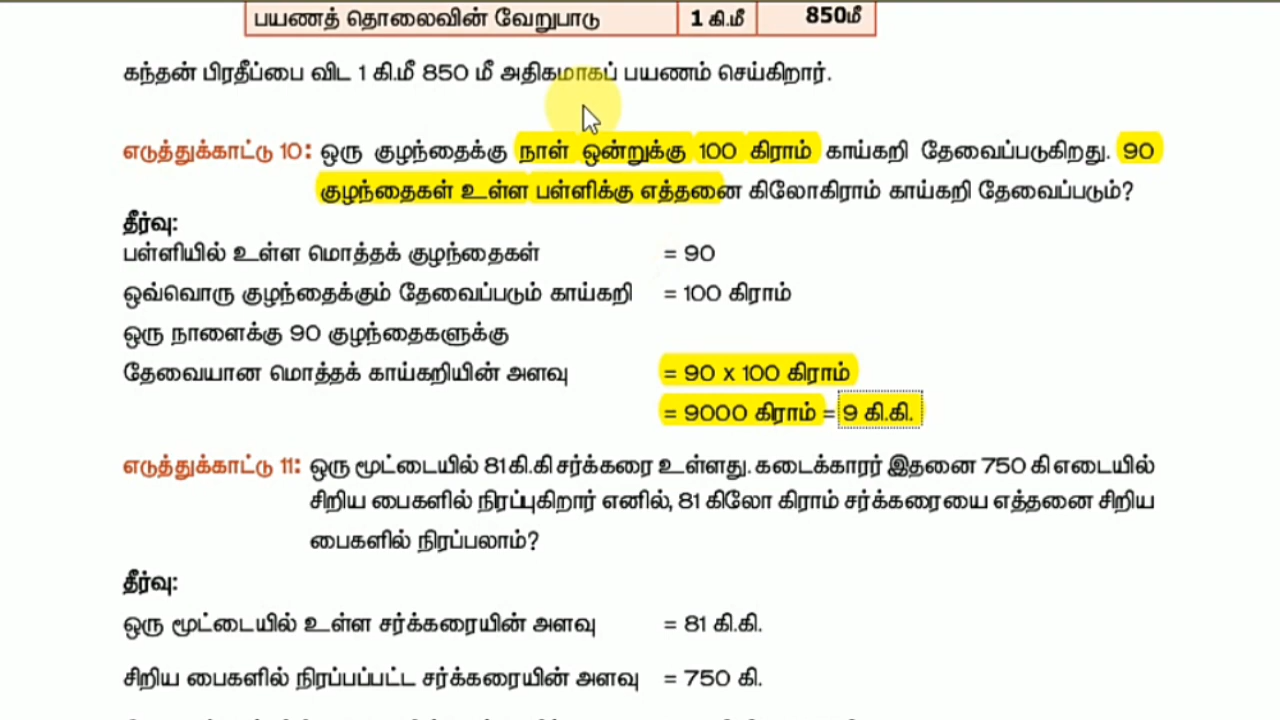 பயணத் தொலைவின் வேறுபாடு 1 கி.மீ 850மீ
கந்தன் பிரதீப்பை விட 1 கி.மீ 850 மீ அதிகமாகப் பயணம் செய்கிறார்.
எடுத்துக்காட்டு 10: ஒரு குழந்தைக்கு நாள் ஒன்றுக்கு 100 கிராம் காய்கறி தேவைப்படுகிறது. 90
குழந்தைகள் உள்ள பள்ளிக்கு எத்தனை கிலோகிராம் காய்கறி தேவைப்படும்?
தீர்வு:
பள்ளியில் உள்ள மொத்தக் குழந்தைகள் = 90
ஒவ்வொரு குழந்தைக்கும் தேவைப்படும் காய்கறி = 100 கிராம்
ஒரு நாளைக்கு 90 குழந்தைகளுக்கு
தேவையான மொத்தக் காய்கறியின் அளவு = 90 x 100 கிராம்
= 9000 கிராம் = 9 கி.கி.
எடுத்துக்காட்டு 11: ஒரு மூட்டையில் 81கி.கி சர்க்கரை உள்ளது. கடைக்காரர் இதனை 750 கி எடையில்
சிறிய பைகளில் நிரப்புகிறார் எனில், 81 கிலோ கிராம் சர்க்கரையை எத்தனை சிறிய
பைகளில் நிரப்பலாம்?
தீர்வு:
ஒரு மூட்டையில் உள்ள சர்க்கரையின் அளவு = 81 கி.கி.
சிறிய பைகளில் நிரப்பப்பட்ட சர்க்கரையின் அளவு = 750 கி.